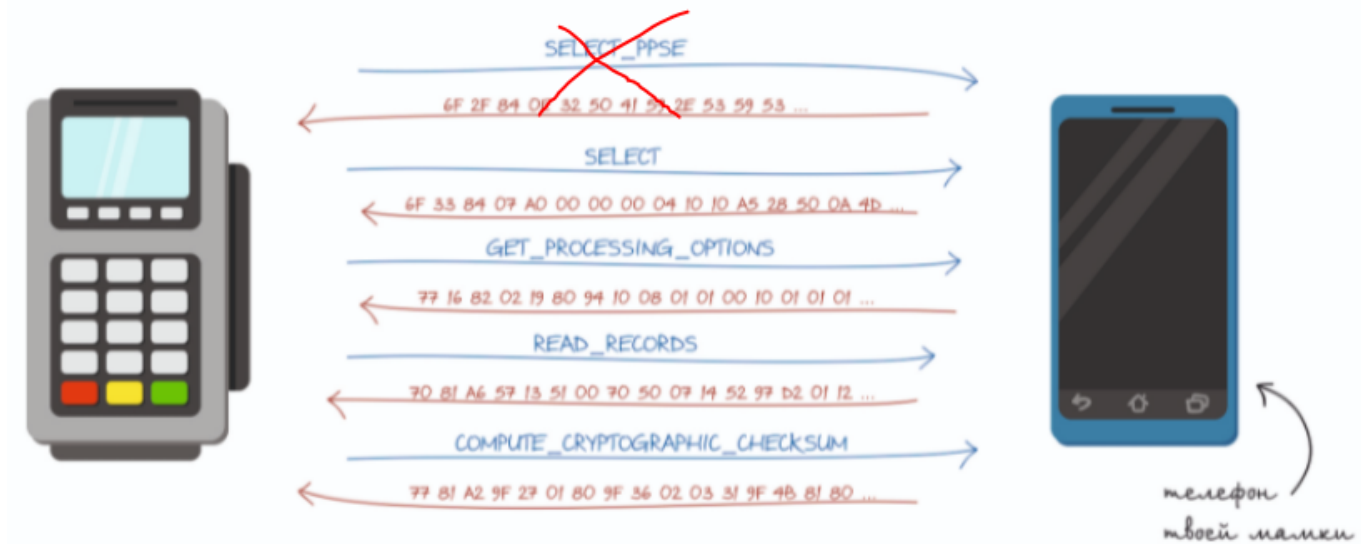 SELECT_PPSE
6F 2F 84 0E 32 50 41 59 2E 53 59 53 ...
SELECT
6F 33 84 07 A0 00 00 00 04 10 10 A5 28 50 0A 4D ...
GET_PROCESSING_OPTIONS
77 16 82 02 19 80 94 10 08 01 01 00 10 01 01 01 ...
READ_RECORDS
70 81 A6 57 13 51 00 70 50 07 14 52 97 D2 01 12 ...
COMPUTE_CRYPTOGRAPHIC_CHECKSUM
77 81 A2 9F 27 01 80 9F 36 02 03 31 9F 4B 81 80 ...
телефон
твоей мамки